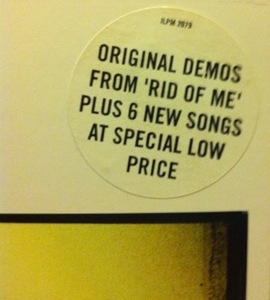 ILPM 2079
ORIGINAL DEMOS
FROM 'RID OF ME'
PLUS 6 NEW SONGS
AT SPECIAL LOW
PRICE